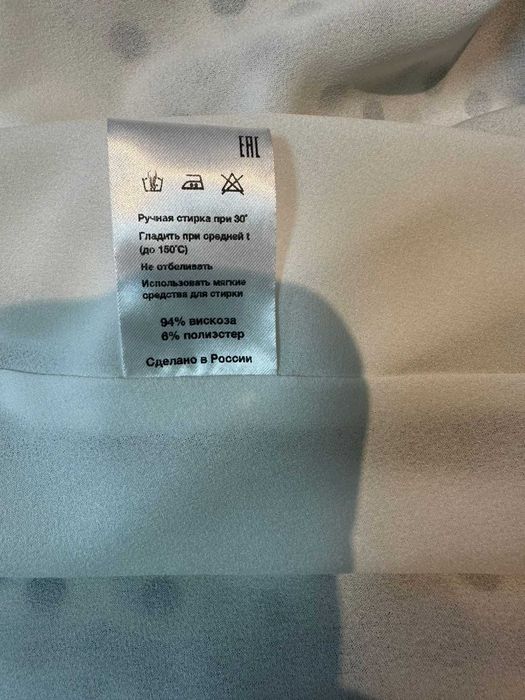 EAC
Ручная стирка при 30°
Гладить при средней t
(до 150°C)
Не отбеливать
Использовать мягкие
средства для стирки
94% вискоза
6% полиэстер
Сделано в России